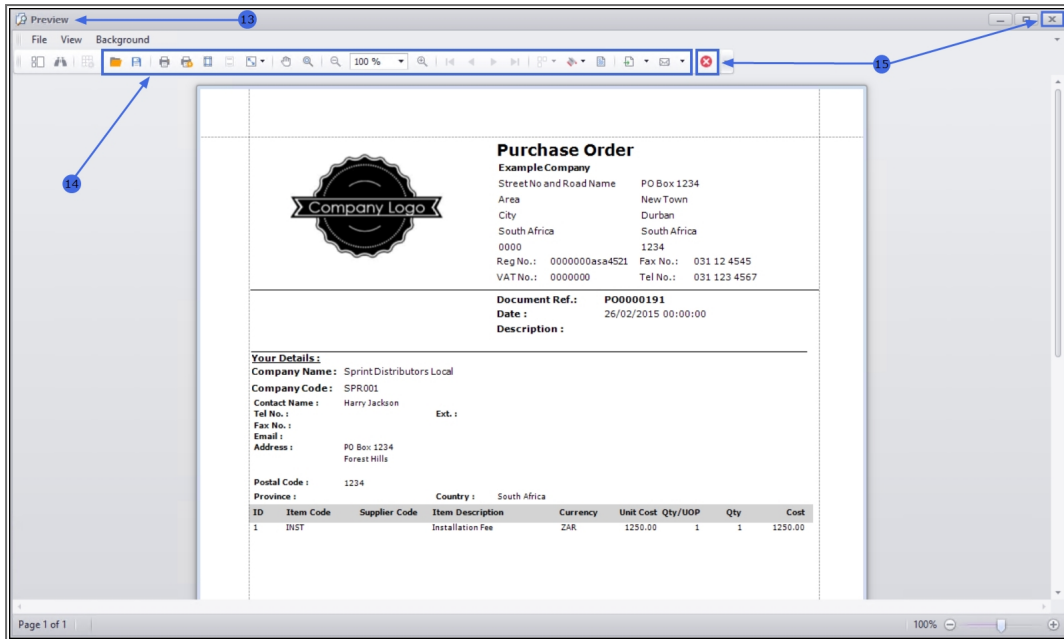 Preview
13
File View Background
100 %
15
14
Company Logo
Purchase Order
Example Company
Street No and Road Name PO Box 1234
Area New Town
City Durban
South Africa South Africa
0000 1234
Reg No.: 0000000asa4521 Fax No.: 031 12 4545
VAT No.: 0000000 Tel No.: 031 123 4567
Document Ref.: PO0000191
Date : 26/02/2015 00:00:00
Description :
Your Details :
Company Name : Sprint Distributors Local
Company Code : SPR001
Contact Name : Harry Jackson
Tel No. : Ext. :
Fax No. :
Email :
Address : PO Box 1234
Forest Hills
Postal Code : 1234
Province : Country : South Africa
ID Item Code Supplier Code Item Description Currency Unit Cost Qty/UOP Qty Cost
1 INST Installation Fee ZAR 1250.00 1 1 1250.00
Page 1 of 1 100%